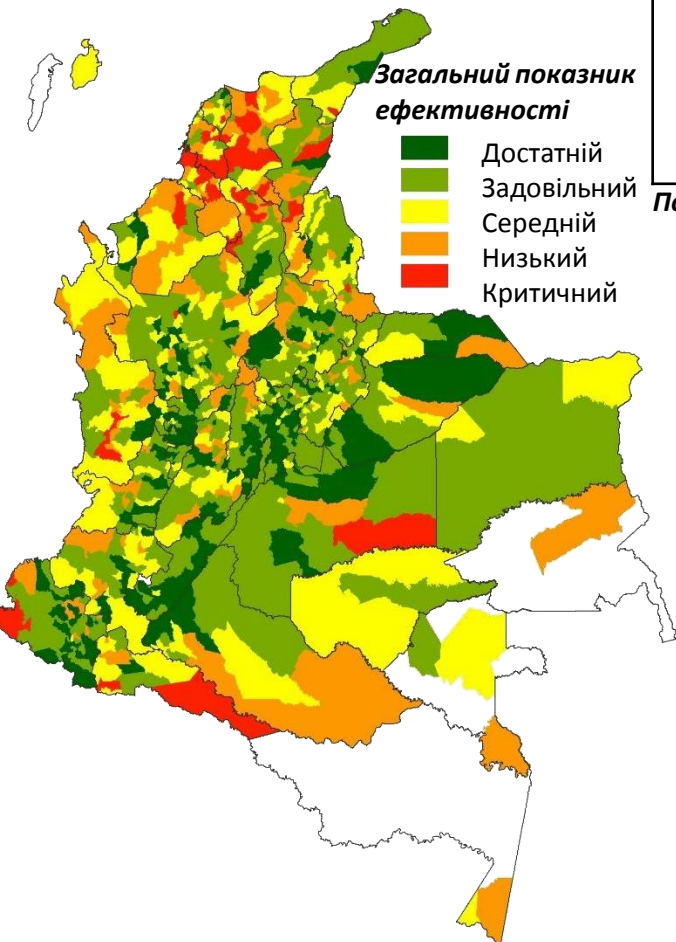 Загальний показник
ефективності
Достатній
Задовільний
Середній
Низький
Критичний